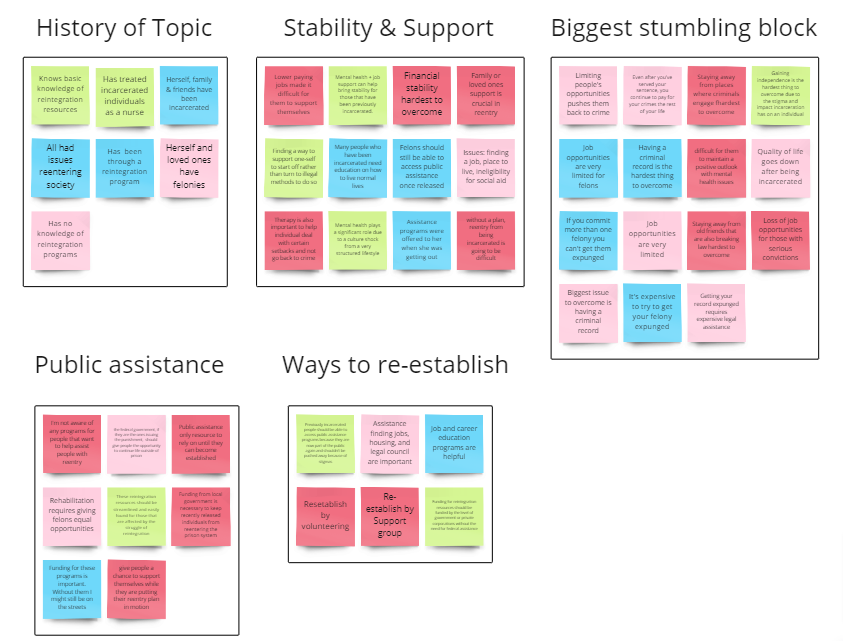 History of Topic
Knows basic
knowledge of
reintegration
resources
Has treated
incarcerated
individuals
as a nurse
Herself, family
& friends have
been
incarcerated
All had
issues
reentering
society
Has been
through a
reintegration
program
Herself and
loved ones
have
felonies
Has no
knowledge of
reintegration
programs
Stability & Support
Lower paying
jobs made it
difficult for
them to support
themselves
Mental health + job
support can help
bring stability for
those that have
been previously
incarcerated.
Financial
stability
hardest to
overcome
Family or
loved ones
support is
crucial in
reentry
Finding a way to
support one-self
to start off rather
than turn to illegal
methods to do so
Many people who
have been
incarcerated need
education on how
to live normal
lives
Felons should
still be able to
access public
assistance
once released
Issues: finding
a job, place to
live, ineligibility
for social aid
Therapy is also
important to help
individual deal
with certain
setbacks and not
go back to crime
Mental health plays
a significant role due
to a culture-shock
from a very
structured lifestyle
Assistance
programs were
offered to her
when she was
getting out
without a plan,
reentry from
being
incarcerated is
going to be
difficult
Biggest stumbling block
Limiting
people's
opportunities
pushes them
back to crime
Even after you've
served your
sentence, you
continue to pay for
your crimes the rest
of your life
Staying away
from places
where criminals
engage fhardest
to overcome
Gaining
independence is the
hardest thing to
overcome due to
the stigma and
impact incarceration
has on an individual
Job
opportunities
are very
limited for
felons
Having a
criminal
record is the
hardest thing
to overcome
difficult for them
to maintain a
positive outlook
with mental
health issues
Quality of life
goes down
after being
incarcerated
If you commit
more than one
felony you
can't get them
expunged
Job
opportunities
are very
limited
Staying away from
old friends that
are also breaking
law hardest to
overcome
Loss of job
opportunities
for those with
serious
convictions
Biggest issue
to overcome is
having a
criminal
record
It's expensive
to try to get
your felony
expunged
Getting your
record expunged
requires
expensive legal
assistance
Public assistance
I'm not aware of
any programs for
people that want
to help assist
people with
reentry
the federal government, if
they are the ones issuing
the punishment, should
give people the opportunity
to continue life outside of
prison
Public assistance
only resource to
rely on until they
can become
established
Rehabilitation
requires giving
felons equal
opportunities
These reintegration
resources should be
streamlined and easily
found for those that
are affected by the
struggle of
reintegration
Funding from local
government is
necessary to keep
recently released
individuals from
reentering the
prison system
Funding for these
programs is
important.
Without them I
might still be on
the streets
give people a
chance to support
themselves while
they are putting
their reentry plan
in motion
Ways to re-establish
Previously incarcerated
people should be able to
access public assistance
programs because they are
now part of the public
again and shouldn't be
pushed away because of
stigmas
Assistance
finding jobs,
housing, and
legal council
are important
Job and career
education
programs are
helpful
Resetablish
by
volunteering
Re-
establish by
Support
group
Funding for reintegration
resources should be
funded by the level of
government or private
corporations without the
need for federal assistance